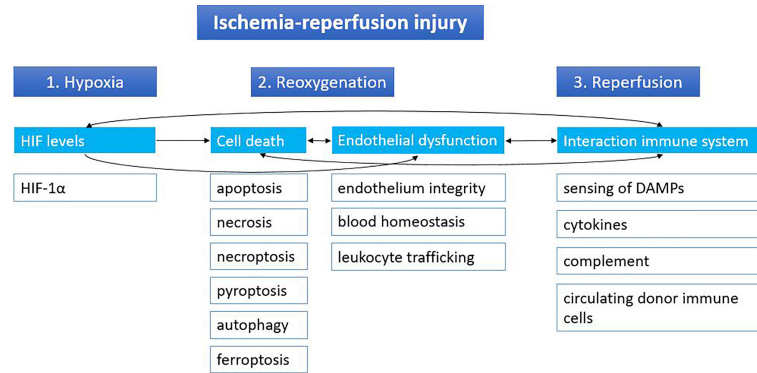 Ischemia-reperfusion injury
1. Hypoxia
2. Reoxygenation
3. Reperfusion
HIF levels
Cell death
Endothelial dysfunction
Interaction immune system
HIF-1α
apoptosis
necrosis
necroptosis
pyroptosis
autophagy
ferroptosis
endothelium integrity
blood homeostasis
leukocyte trafficking
sensing of DAMPs
cytokines
complement
circulating donor immune
cells